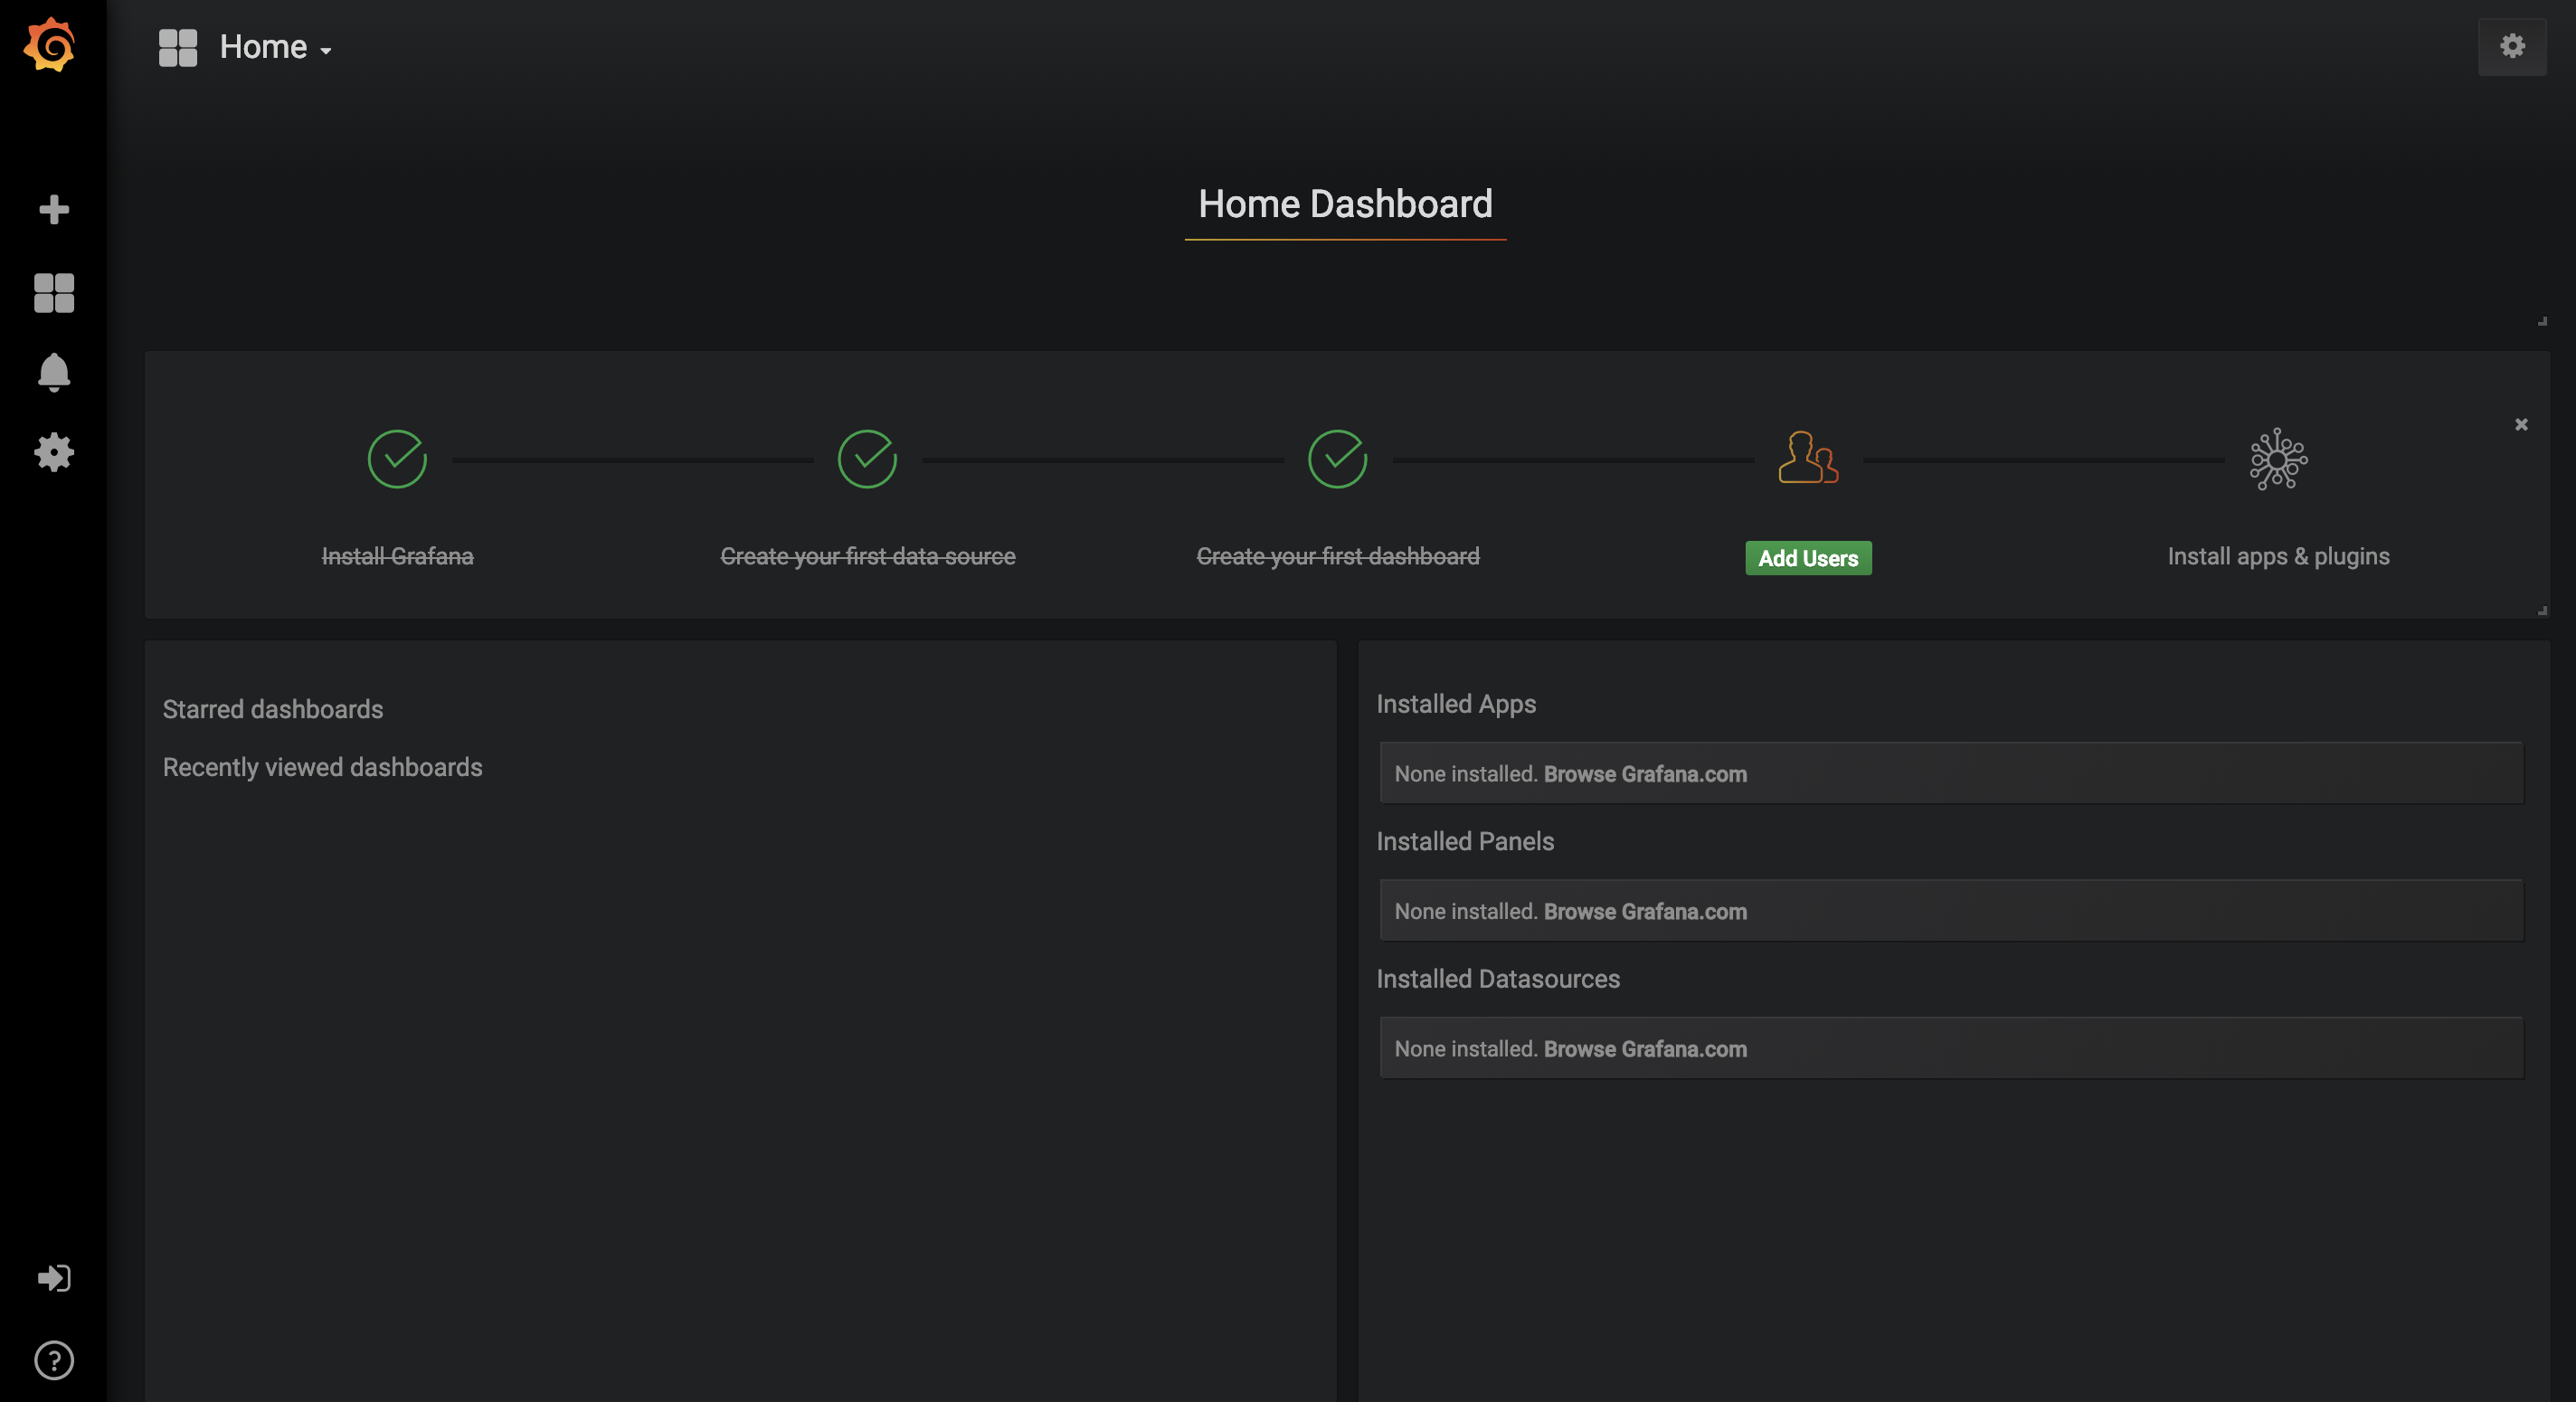 Home
Home Dashboard
Install Grafana
Create your first data source
Create your first dashboard
Add Users
Install apps & plugins
Starred dashboards
Recently viewed dashboards
Installed Apps
None installed. Browse Grafana.com
Installed Panels
None installed. Browse Grafana.com
Installed Datasources
None installed. Browse Grafana.com